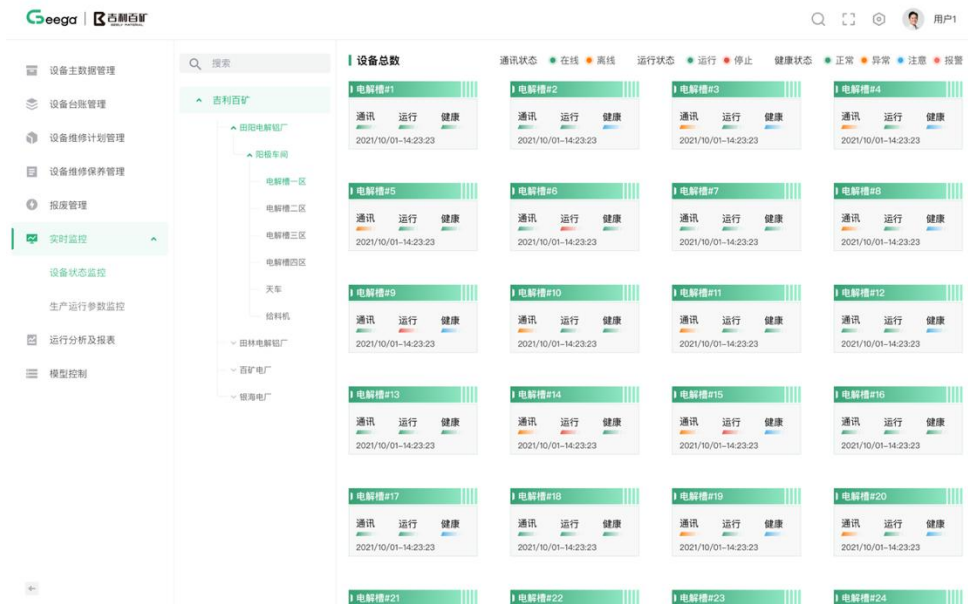 Geega 吉利百矿
用户1
设备主数据管理
设备台账管理
设备维修计划管理
设备维修保养管理
报废管理
实时监控
设备状态监控
生产运行参数监控
运行分析及报表
模型控制
搜索
吉利百矿
田阳电解铝厂
阳极车间
电解槽一区
电解槽二区
电解槽三区
电解槽四区
天车
给料机
田林电解铝厂
百矿电厂
银海电厂
设备总数 通讯状态 在线 离线 运行状态 运行 停止 健康状态 正常 异常 注意 报警
电解槽#1 电解槽#2 电解槽#3 电解槽#4
通讯 运行 健康 通讯 运行 健康 通讯 运行 健康 通讯 运行 健康
2021/10/01-14:23:23 2021/10/01-14:23:23 2021/10/01-14:23:23 2021/10/01-14:23:23
电解槽#5 电解槽#6 电解槽#7 电解槽#8
通讯 运行 健康 通讯 运行 健康 通讯 运行 健康 通讯 运行 健康
2021/10/01-14:23:23 2021/10/01-14:23:23 2021/10/01-14:23:23 2021/10/01-14:23:23
电解槽#9 电解槽#10 电解槽#11 电解槽#12
通讯 运行 健康 通讯 运行 健康 通讯 运行 健康 通讯 运行 健康
2021/10/01-14:23:23 2021/10/01-14:23:23 2021/10/01-14:23:23 2021/10/01-14:23:23
电解槽#13 电解槽#14 电解槽#15 电解槽#16
通讯 运行 健康 通讯 运行 健康 通讯 运行 健康 通讯 运行 健康
2021/10/01-14:23:23 2021/10/01-14:23:23 2021/10/01-14:23:23 2021/10/01-14:23:23
电解槽#17 电解槽#18 电解槽#19 电解槽#20
通讯 运行 健康 通讯 运行 健康 通讯 运行 健康 通讯 运行 健康
2021/10/01-14:23:23 2021/10/01-14:23:23 2021/10/01-14:23:23 2021/10/01-14:23:23
电解槽#21 电解槽#22 电解槽#23 电解槽#24